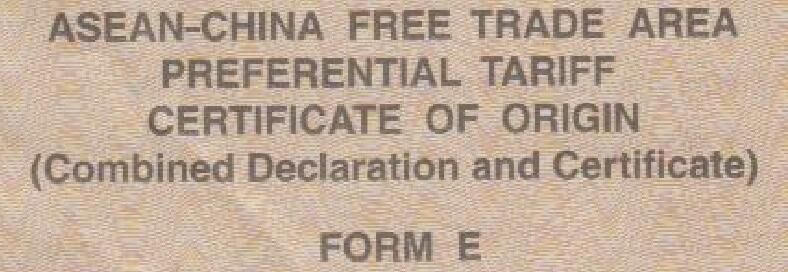 ASEAN-CHINA FREE TRADE AREA
PREFERENTIAL TARIFF
CERTIFICATE OF ORIGIN
(Combined Declaration and Certificate)
FORM E